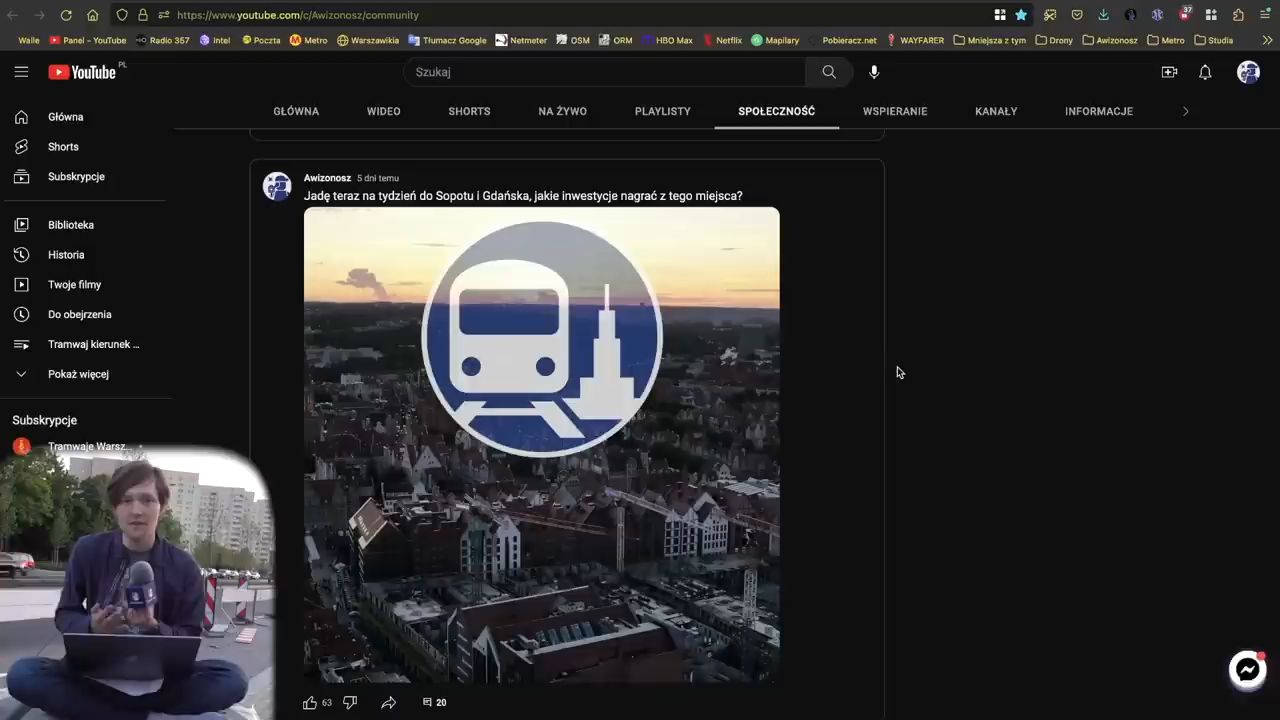 https://www.youtube.com/c/Awizonosz/community
37
Walle
Panel – YouTube
Radio 357
Intel
Poczta
Metro
Warszawikia
Tłumacz Google
Netmeter
OSM
ORM
HBO Max
Netflix
Mapilary
Pobieracz.net
WAYFARER
Mniejsza z tym
Drony
Awizonosz
Metro
Studia
YouTube PL
Szukaj
GŁÓWNA
WIDEO
SHORTS
NA ŻYWO
PLAYLISTY
SPOŁECZNOŚĆ
WSPIERANIE
KANAŁY
INFORMACJE
Główna
Shorts
Subskrypcje
Biblioteka
Historia
Twoje filmy
Do obejrzenia
Tramwaj kierunek ...
Pokaż więcej
Subskrypcje
Tramwaje Warsz...
Awizonosz 5 dni temu
Jadę teraz na tydzień do Sopotu i Gdańska, jakie inwestycje nagrać z tego miejsca?
63
20